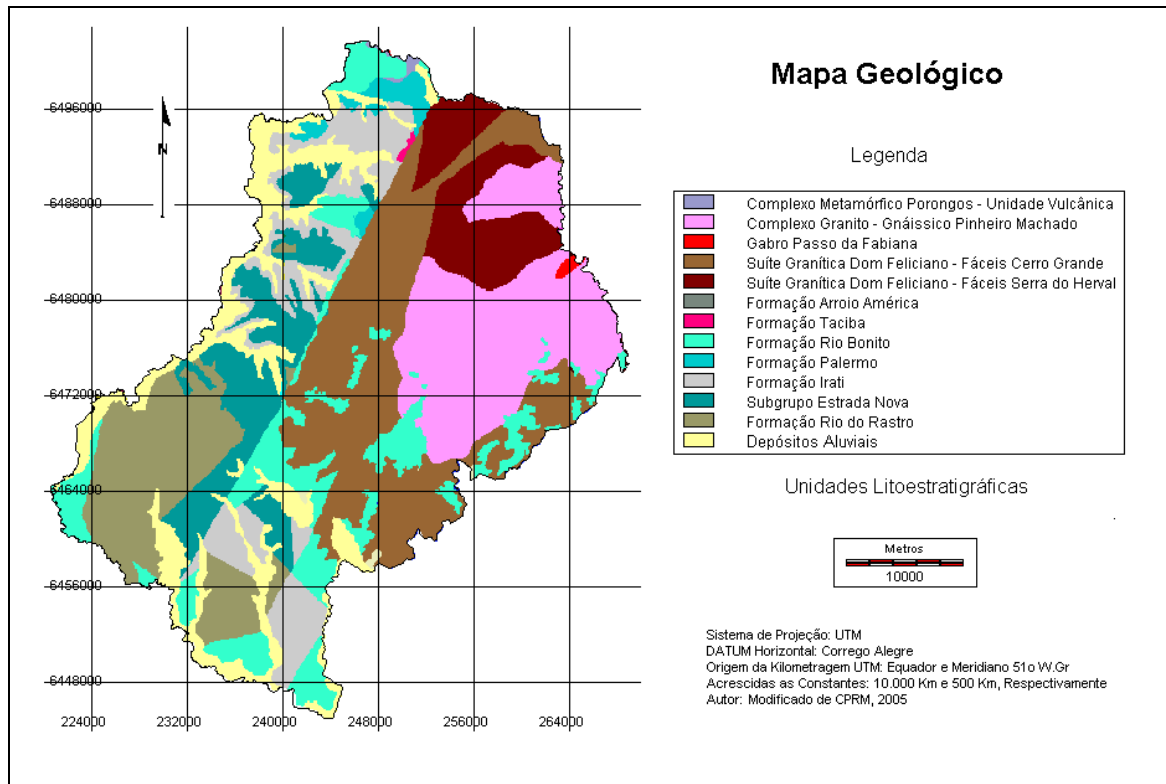 Mapa Geológico
Legenda
Complexo Metamórfico Porongos - Unidade Vulcânica
Complexo Granito - Gnáissico Pinheiro Machado
Gabro Passo da Fabiana
Suíte Granítica Dom Feliciano - Fáceis Cerro Grande
Suíte Granítica Dom Feliciano - Fáceis Serra do Herval
Formação Arroio América
Formação Taciba
Formação Rio Bonito
Formação Palermo
Formação Irati
Subgrupo Estrada Nova
Formação Rio do Rastro
Depósitos Aluviais
Unidades Litoestratigráficas
Metros
10000
Sistema de Projeção: UTM
DATUM Horizontal: Corrego Alegre
Origem da Kilometragem UTM: Equador e Meridiano 51o W.Gr
Acrescidas as Constantes: 10.000 Km e 500 Km, Respectivamente
Autor: Modificado de CPRM, 2005
N
6496000
6488000
6480000
6472000
6464000
6456000
6448000
224000 232000 240000 248000 256000 264000